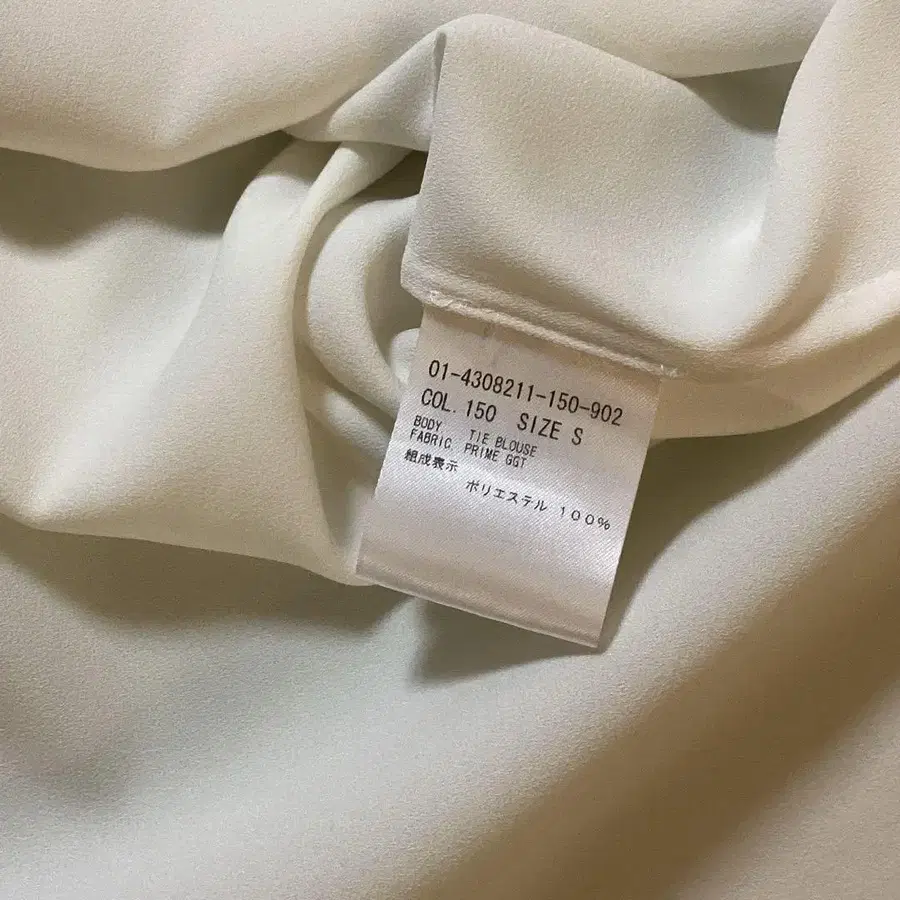 01-4308211-150-902
COL. 150 SIZE S
BODY TIE BLOUSE
FABRIC PRIME GGT
組成表示
ポリエステル 100%